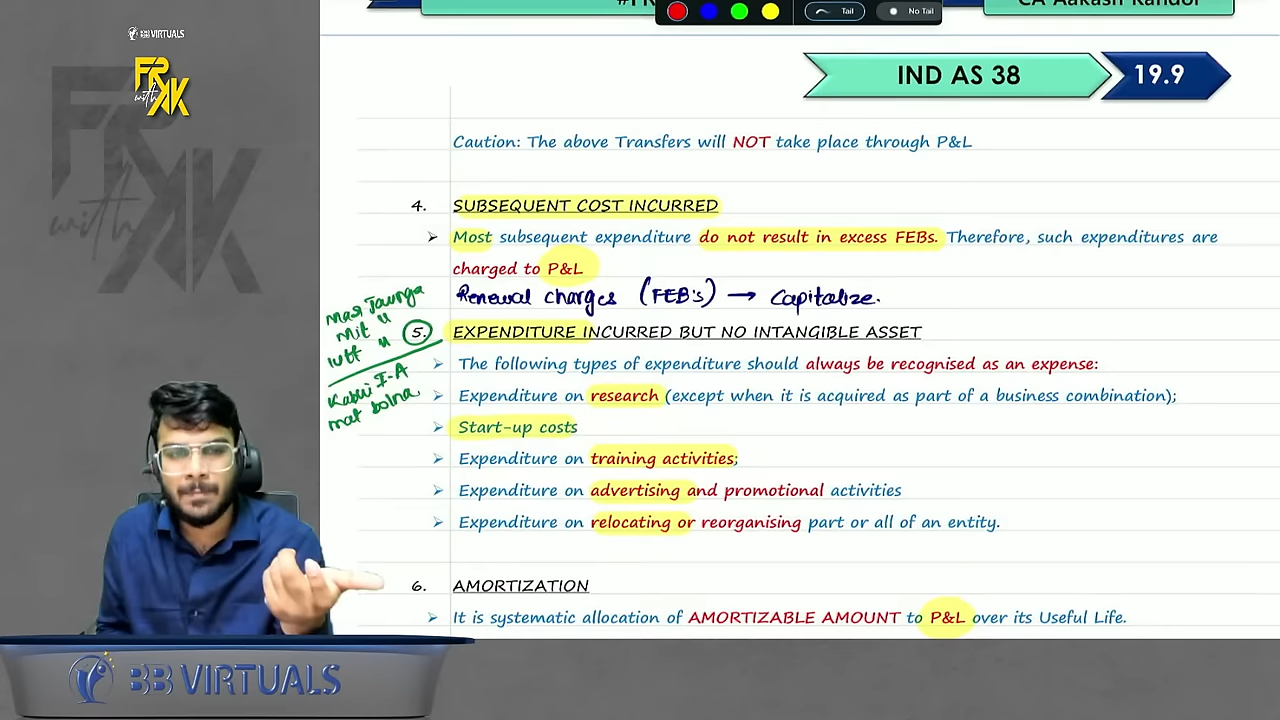 Tail
No Tail
CA Aakash Kandoi
BB VIRTUALS
FR
with
AK
IND AS 38
19.9
Caution: The above Transfers will NOT take place through P&L
4. SUBSEQUENT COST INCURRED
➢ Most subsequent expenditure do not result in excess FEBs. Therefore, such expenditures are
charged to P&L
Renewal charges (FEB's) → Capitalize.
Mar Jaunga
Mit "
lutt "
Kabhi I-A
mat bolna
5. EXPENDITURE INCURRED BUT NO INTANGIBLE ASSET
➢ The following types of expenditure should always be recognised as an expense:
➢ Expenditure on research (except when it is acquired as part of a business combination);
➢ Start-up costs
➢ Expenditure on training activities;
➢ Expenditure on advertising and promotional activities
➢ Expenditure on relocating or reorganising part or all of an entity.
6. AMORTIZATION
➢ It is systematic allocation of AMORTIZABLE AMOUNT to P&L over its Useful Life.
BB VIRTUALS